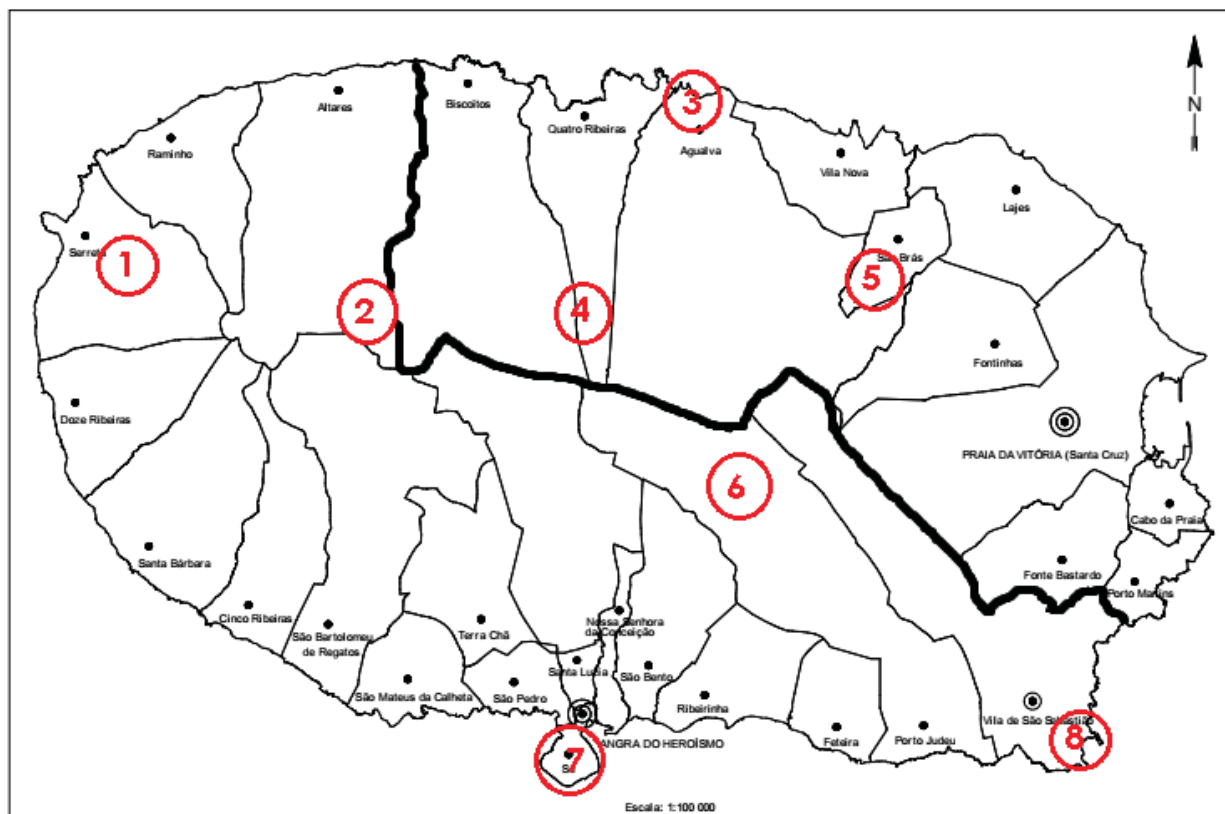 Altares
Biscoitos
N
3
Quatro Ribeiras
Raminho
Agualva
Vila Nova
Lajes
Serreta
São Brás
1
5
2
4
Fontinhas
Doze Ribeiras
PRAIA DA VITÓRIA (Santa Cruz)
6
Cabo da Praia
Santa Bárbara
Fonte Bastardo
Porto Martins
Cinco Ribeiras
Nossa Senhora
da Conceição
São Bartolomeu
de Regatos
Terra Chã
Santa Luzia
São Bento
São Mateus da Calheta
São Pedro
Ribeirinha
Vila de São Sebastião
Feteira
Porto Judeu
8
ANGRA DO HEROÍSMO
7
Escala: 1:100 000